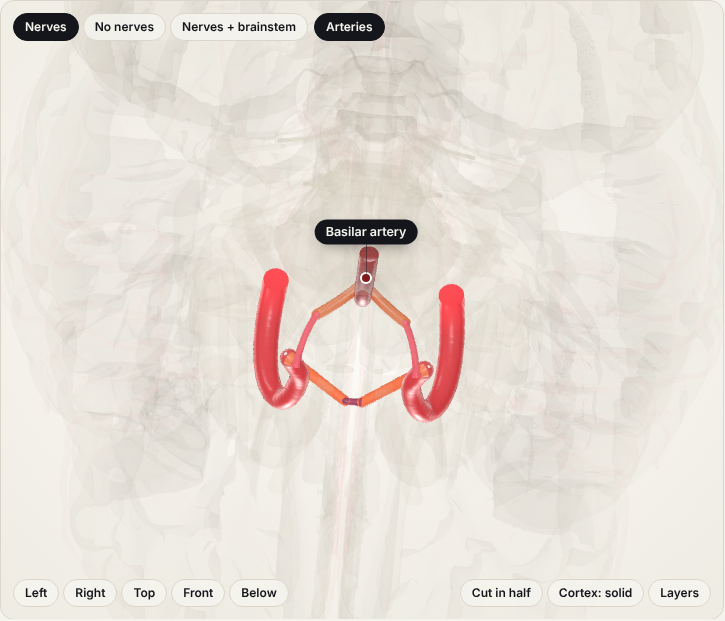 Nerves
No nerves
Nerves + brainstem
Arteries
Basilar artery
Left
Right
Top
Front
Below
Cut in half
Cortex: solid
Layers